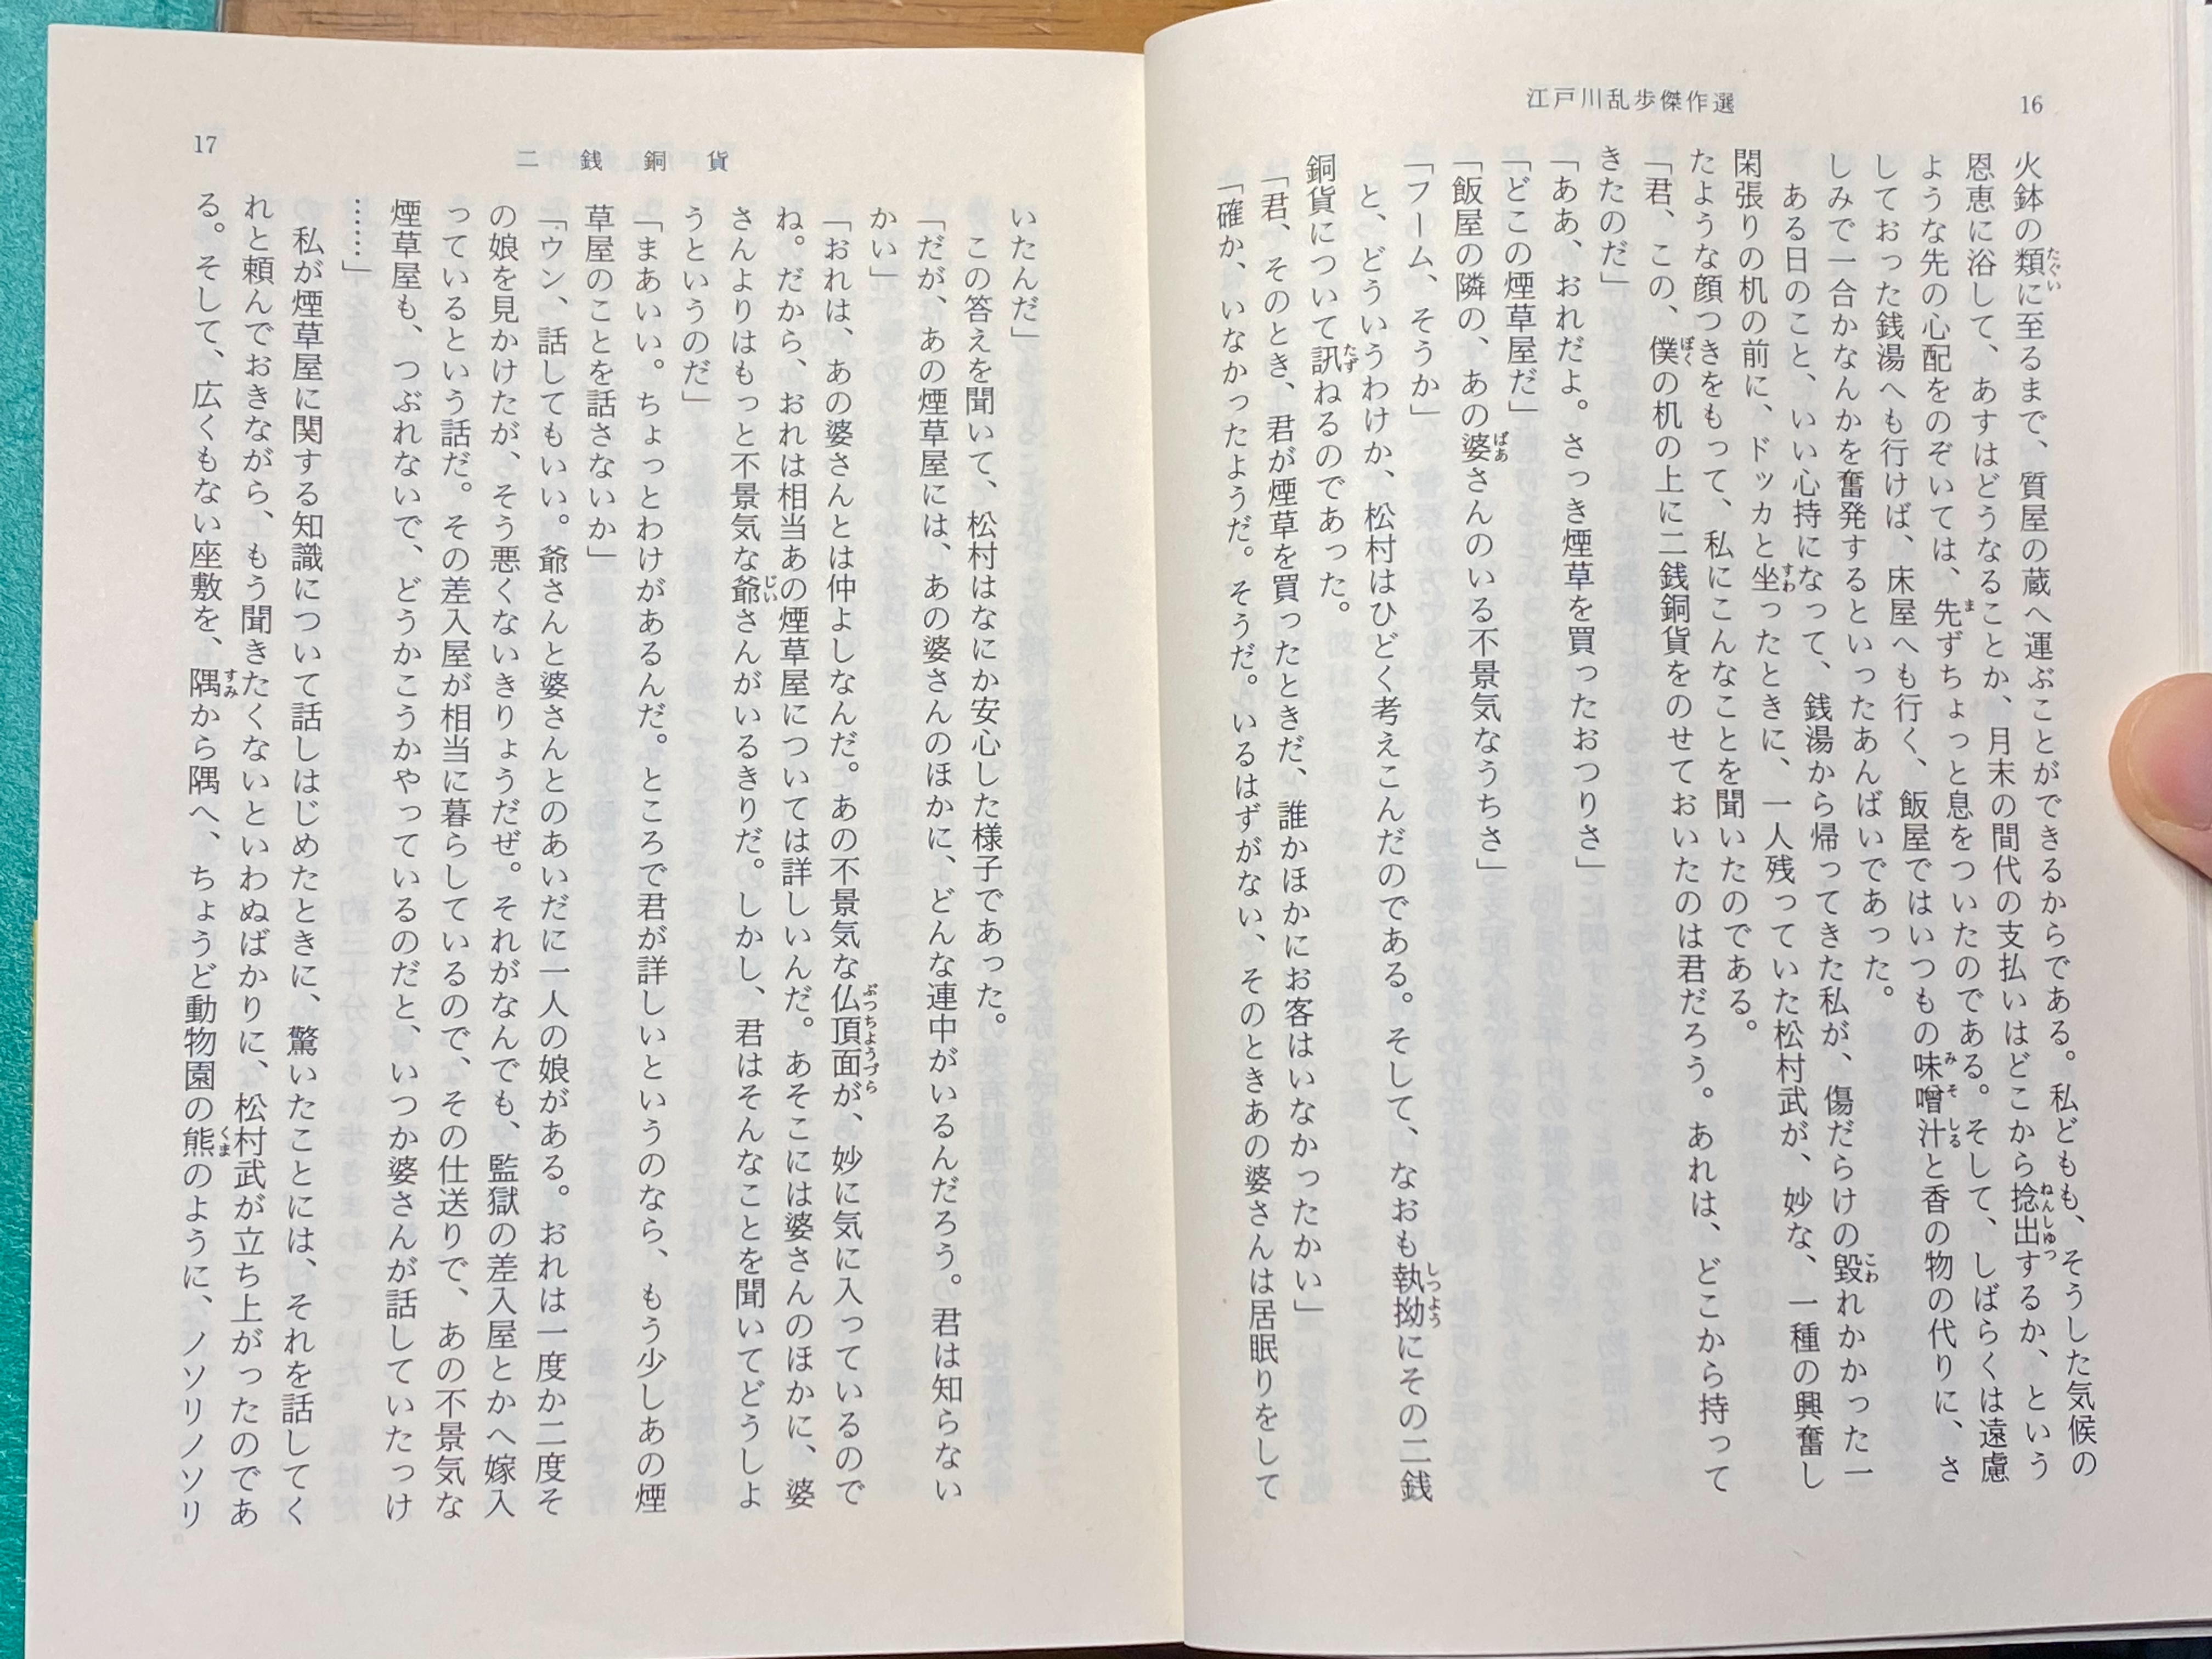 16
江戸川乱歩傑作選
火鉢の類に至るまで、質屋の蔵へ運ぶことができるからである。私どもも、そうした気候の
恩恵に浴して、あすはどうなることか、月末の間代の支払いはどこから捻出するか、という
ような先の心配をのぞいては、先ずちょっと息をついたのである。そして、しばらくは遠慮
しておった銭湯へも行けば、床屋へも行く、飯屋ではいつもの味噌汁と香の物の代りに、さ
しみで一合かなんかを奮発するといったあんばいであった。
ある日のこと、いい心持になって、銭湯から帰ってきた私が、傷だらけの毀れかかった一
閑張りの机の前に、ドッカと坐ったときに、一人残っていた松村武が、妙な、一種の興奮し
たような顔つきをもって、私にこんなことを聞いたのである。
「君、この、僕の机の上に二銭銅貨をのせておいたのは君だろう。あれは、どこから持って
きたのだ」
「ああ、おれだよ。さっき煙草を買ったおつりさ」
「どこの煙草屋だ」
「飯屋の隣の、あの婆さんのいる不景気なうちさ」
「フーム、そうか」
と、どういうわけか、松村はひどく考えこんだのである。そして、なおも執拗にその二銭
銅貨について訊ねるのであった。
「君、そのとき、君が煙草を買ったときだ、誰かほかにお客はいなかったかい」
「確か、いなかったようだ。そうだ。いるはずがない、そのときあの婆さんは居眠りをして
17
二銭銅貨
いたんだ」
この答えを聞いて、松村はなにか安心した様子であった。
「だが、あの煙草屋には、あの婆さんのほかに、どんな連中がいるんだろう。君は知らない
かい」
「おれは、あの婆さんとは仲よしなんだ。あの不景気な仏頂面が、妙に気に入っているので
ね。だから、おれは相当あの煙草屋については詳しいんだ。あそこには婆さんのほかに、婆
さんよりはもっと不景気な爺さんがいるきりだ。しかし、君はそんなことを聞いてどうしよ
うというのだ」
「まあいい。ちょっとわけがあるんだ。ところで君が詳しいというのなら、もう少しあの煙
草屋のことを話さないか」
「ウン、話してもいい。爺さんと婆さんとのあいだに一人の娘がある。おれは一度か二度そ
の娘を見かけたが、そう悪くないきりょうだぜ。それがなんでも、監獄の差入屋とかへ嫁入
っているという話だ。その差入屋が相当に暮らしているので、その仕送りで、あの不景気な
煙草屋も、つぶれないで、どうかこうかやっているのだと、いつか婆さんが話していたっけ
……」
私が煙草屋に関する知識について話しはじめたときに、驚いたことには、それを話してく
れと頼んでおきながら、もう聞きたくないといわぬばかりに、松村武が立ち上がったのであ
る。そして、広くもない座敷を、隅から隅へ、ちょうど動物園の熊のように、ノソリノソリ